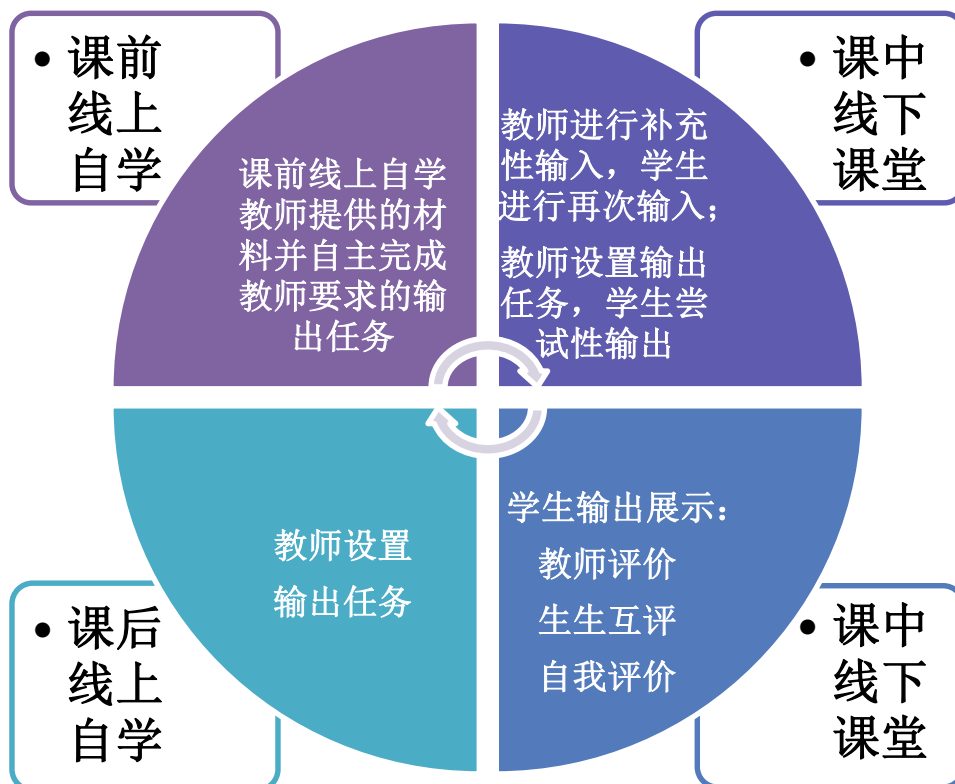 • 课前
线上
自学
课前线上自学
教师提供的材
料并自主完成
教师要求的输
出任务
• 课中
线下
课堂
教师进行补充
性输入，学生
进行再次输入；
教师设置输出
任务，学生尝
试性输出
• 课后
线上
自学
教师设置
输出任务
学生输出展示：
教师评价
生生互评
自我评价
• 课中
线下
课堂